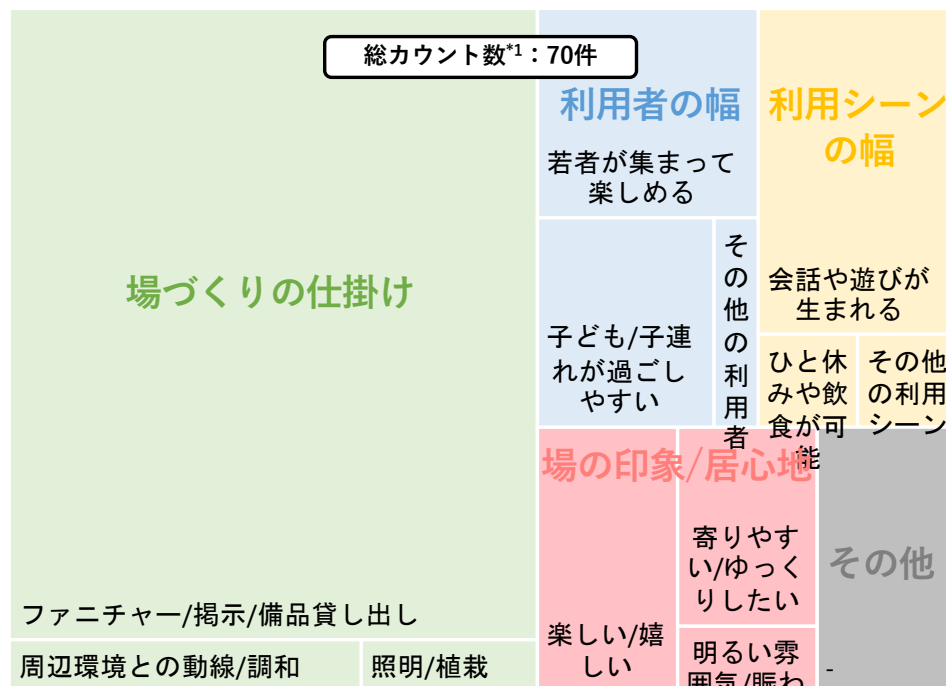 総カウント数*1：70件
場づくりの仕掛け
ファニチャー/掲示/備品貸し出し
周辺環境との動線/調和
照明/植栽
利用者の幅
若者が集まって
楽しめる
子ども/子連
れが過ごし
やすい
その他の利用者
利用シーン
の幅
会話や遊びが
生まれる
ひと休
みや飲
食が可
能
その他
の利用
シーン
場の印象/居心地
楽しい/嬉
しい
寄りやす
い/ゆっく
りしたい
明るい雰
囲気/賑わ
その他
-